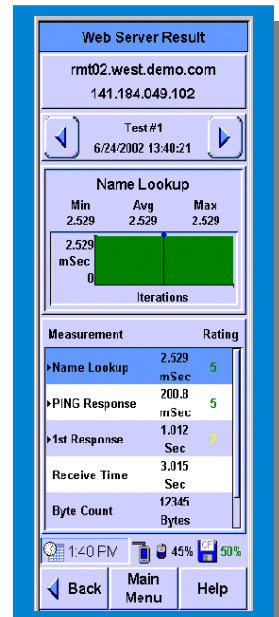 Web Server Result
rmt02.west.demo.com
141.184.049.102
Test #1
6/24/2002 13:40:21
Name Lookup
Min Avg Max
2.529 2.529 2.529
2.529
mSec
0
Iterations
Measurement Rating
Name Lookup 2.529 mSec 5
PING Response 200.8 mSec 5
1st Response 1.012 Sec
Receive Time 3.015 Sec
Byte Count 12345 Bytes
1:40 PM 45% CF 50%
Back Main Menu Help